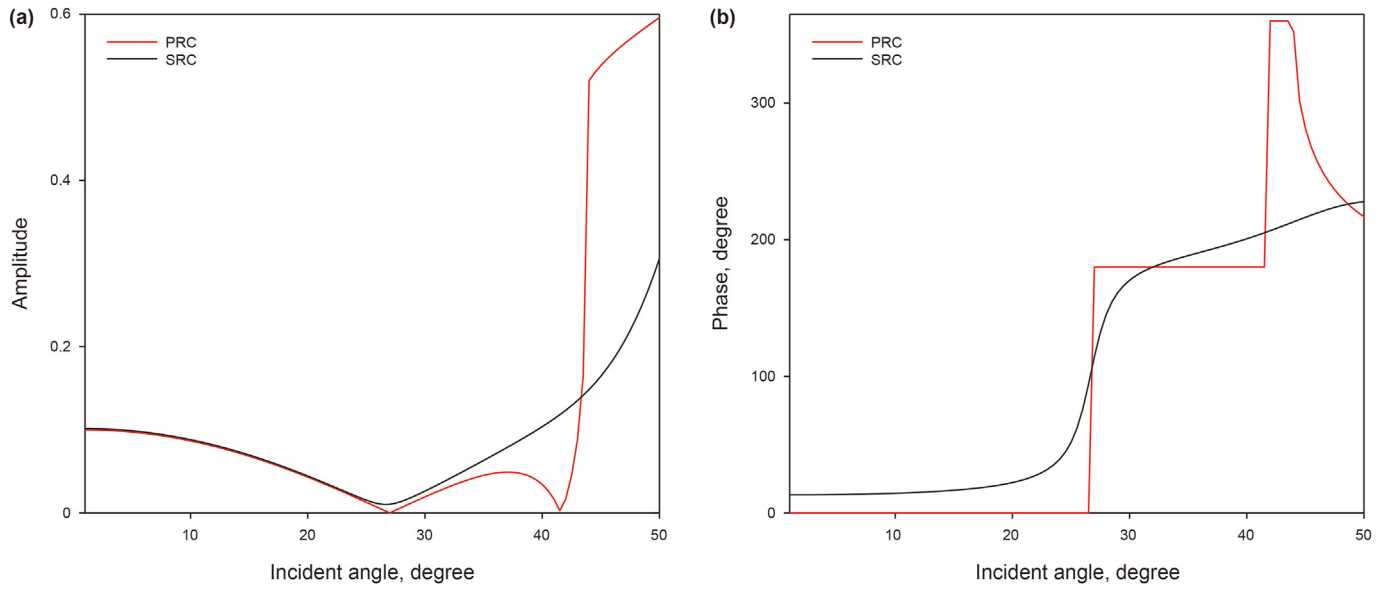 (a)
0.6
PRC
SRC
0.4
Amplitude
0.2
0
10
20
30
40
50
Incident angle, degree
(b)
PRC
SRC
300
200
Phase, degree
100
0
10
20
30
40
50
Incident angle, degree